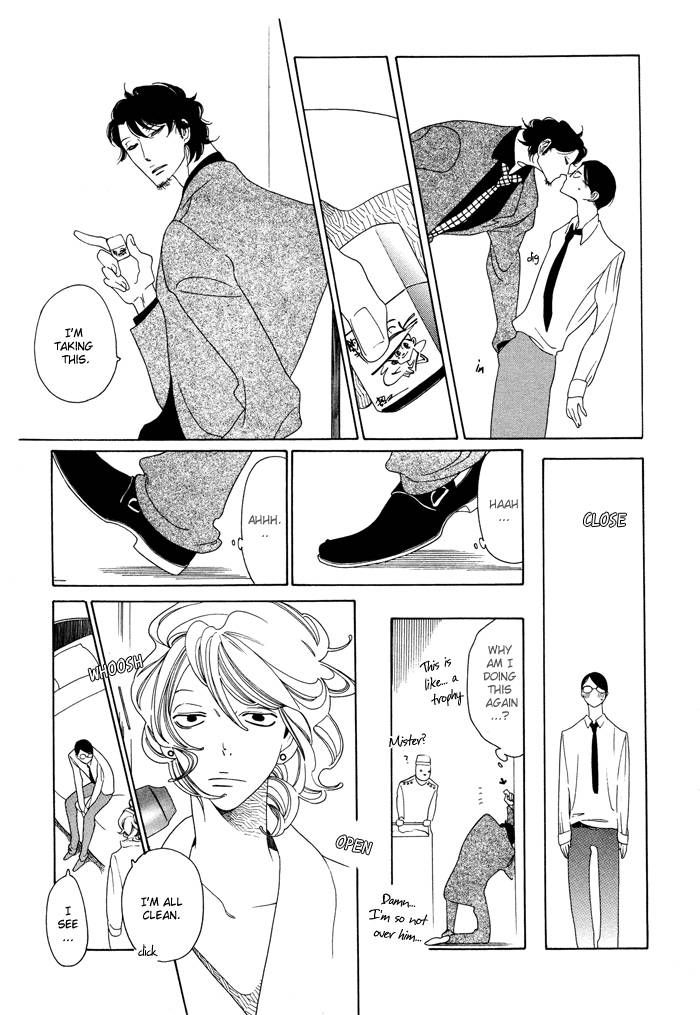 dig
in
I'M
TAKING
THIS.
CLOSE
HAAH
...
AHHH.
..
WHY
AM I
DOING
THIS
AGAIN
...?
This is
like... a
trophy
Mister?
?
Damn...
I'm so not
over him...
OPEN
WHOOSH
I'M ALL
CLEAN.
click
I
SEE
...